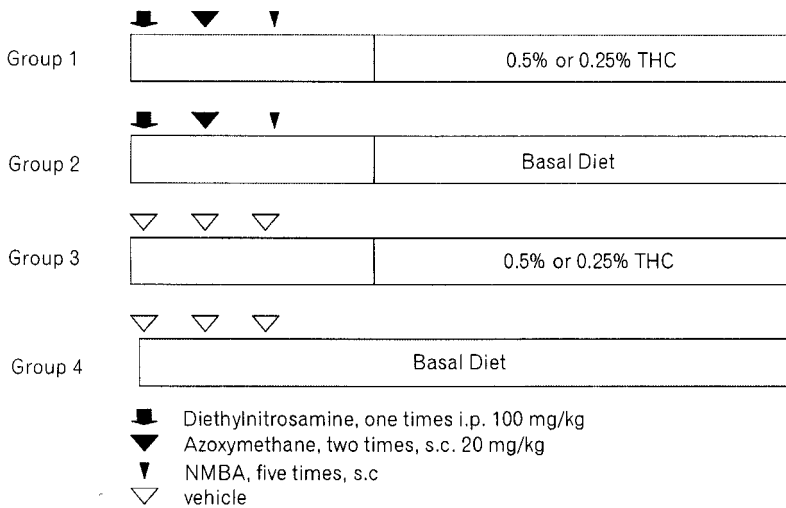 Group 1
0.5% or 0.25% THC
Group 2
Basal Diet
Group 3
0.5% or 0.25% THC
Group 4
Basal Diet
Diethylnitrosamine, one times i.p. 100 mg/kg
Azoxymethane, two times, s.c. 20 mg/kg
NMBA, five times, s.c
vehicle